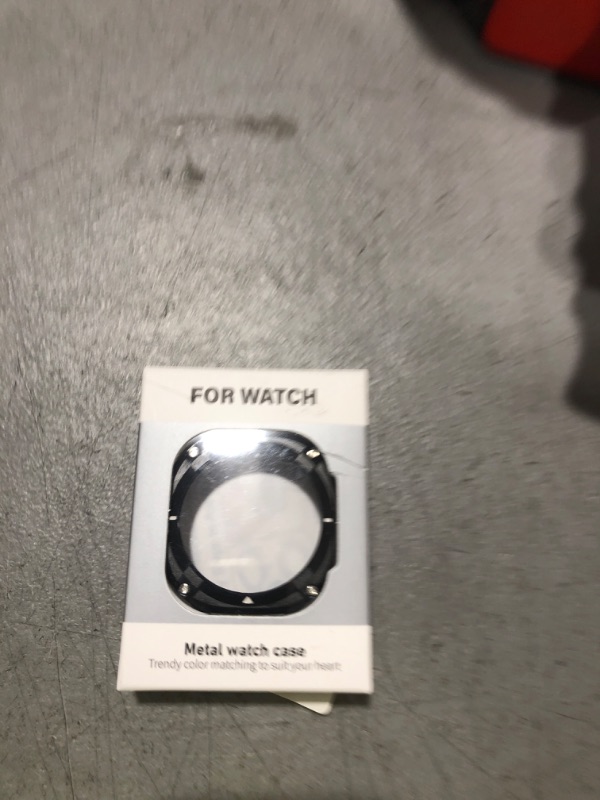 FOR WATCH
Metal watch case
Trendy color matching to suit your heart